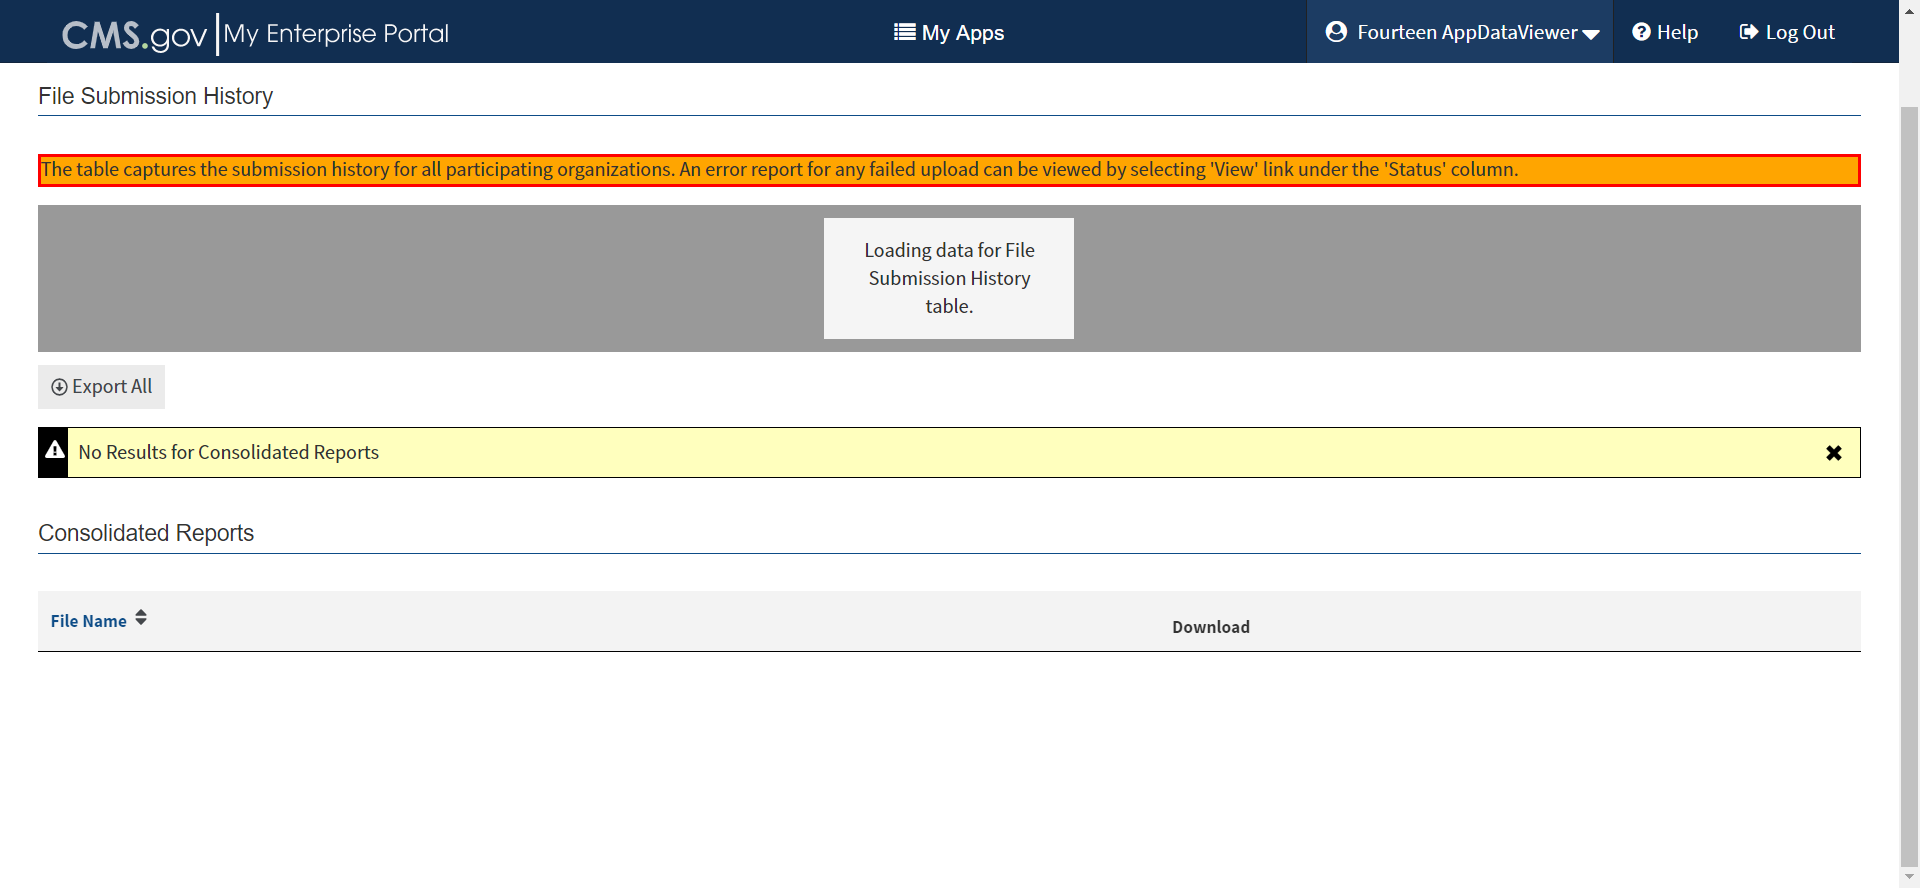 CMS.gov My Enterprise Portal
My Apps
Fourteen AppDataViewer
Help
Log Out
File Submission History
The table captures the submission history for all participating organizations. An error report for any failed upload can be viewed by selecting 'View' link under the 'Status' column.
Loading data for File
Submission History
table.
Export All
No Results for Consolidated Reports
Consolidated Reports
File Name
Download